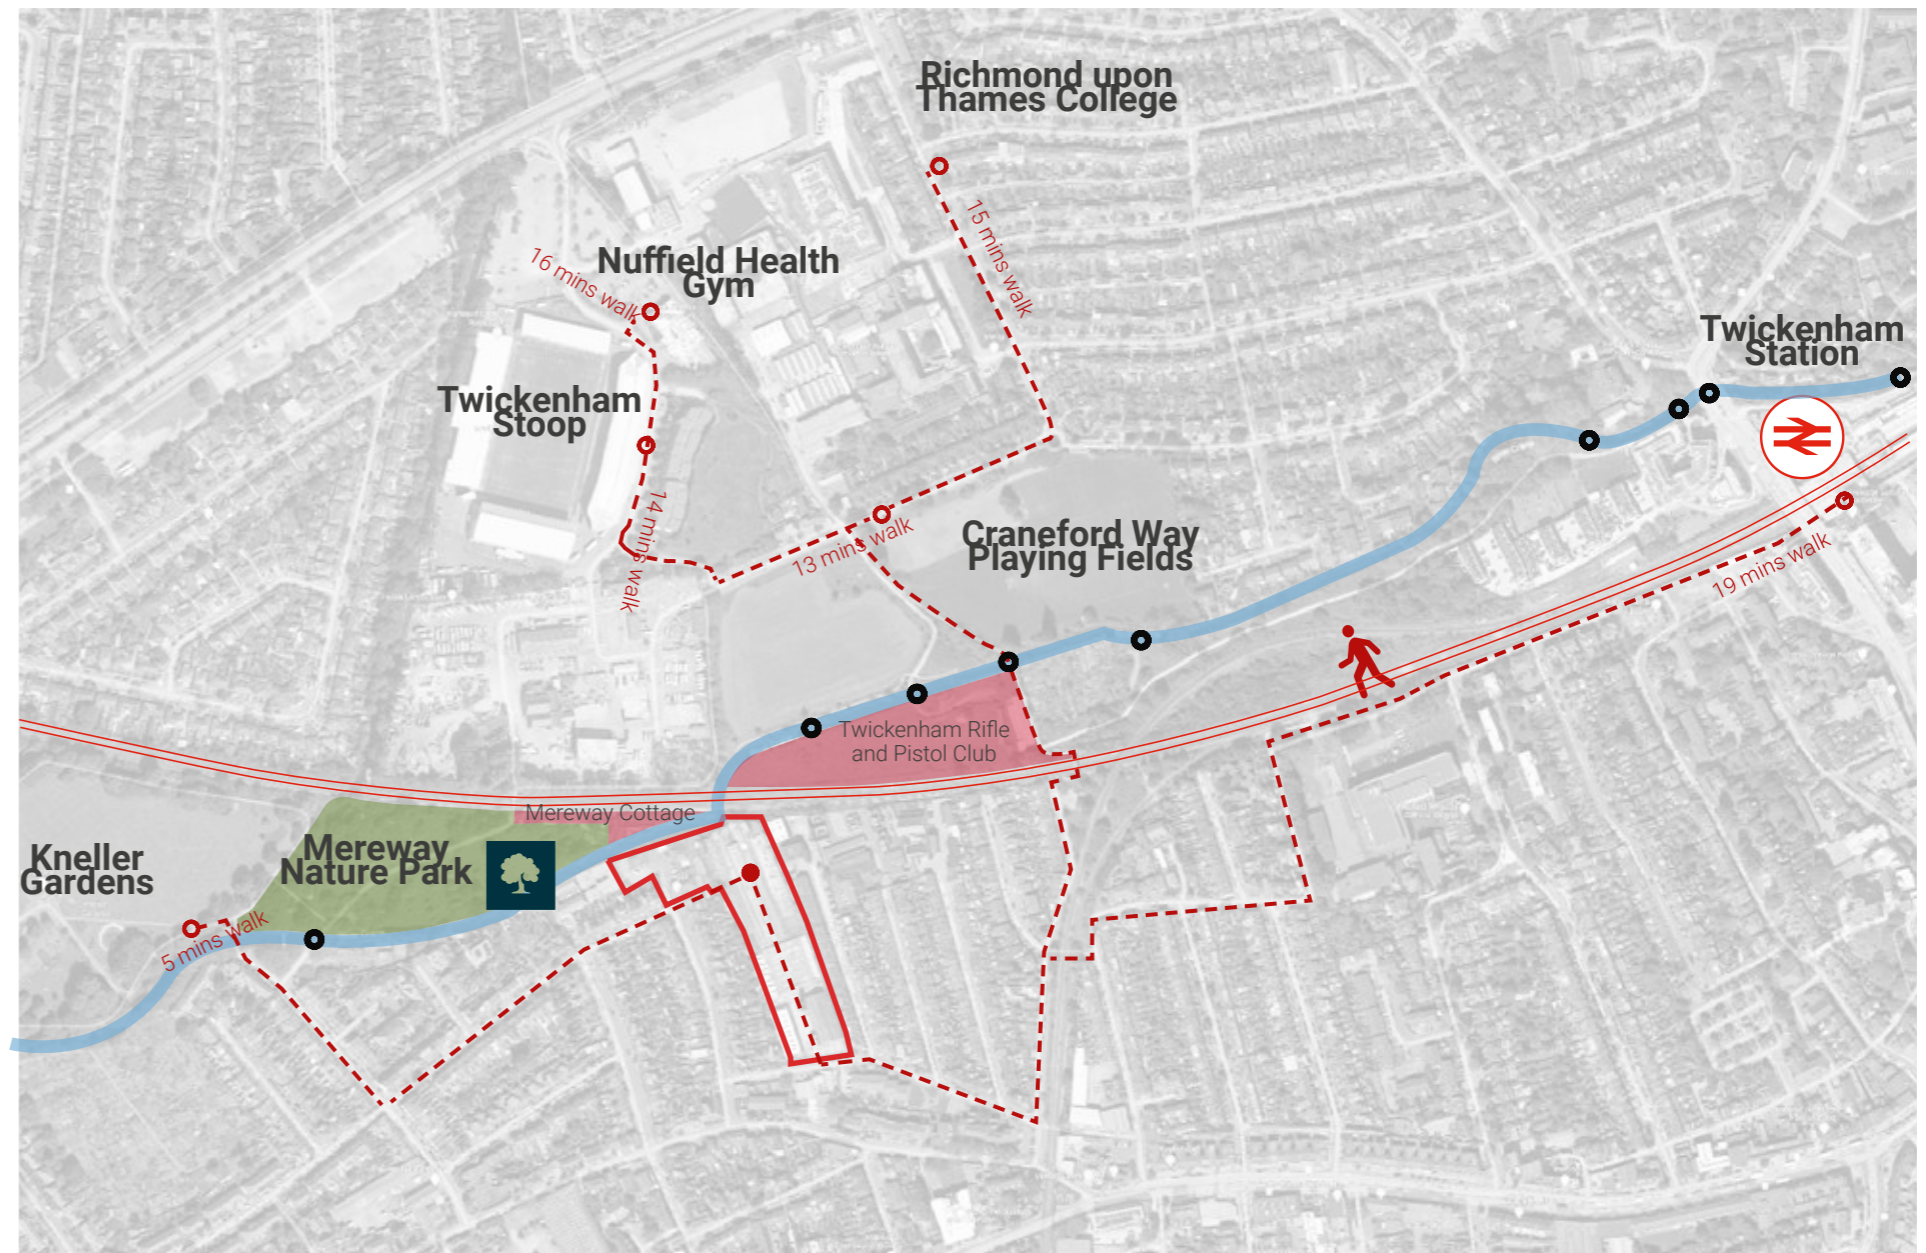 Richmond upon
Thames College
15 mins walk
Nuffield Health
Gym
16 mins walk
Twickenham
Station
Twickenham
Stoop
14 mins walk
13 mins walk
Craneford Way
Playing Fields
19 mins walk
Twickenham Rifle
and Pistol Club
Mereway Cottage
Mereway
Nature Park
Kneller
Gardens
5 mins walk